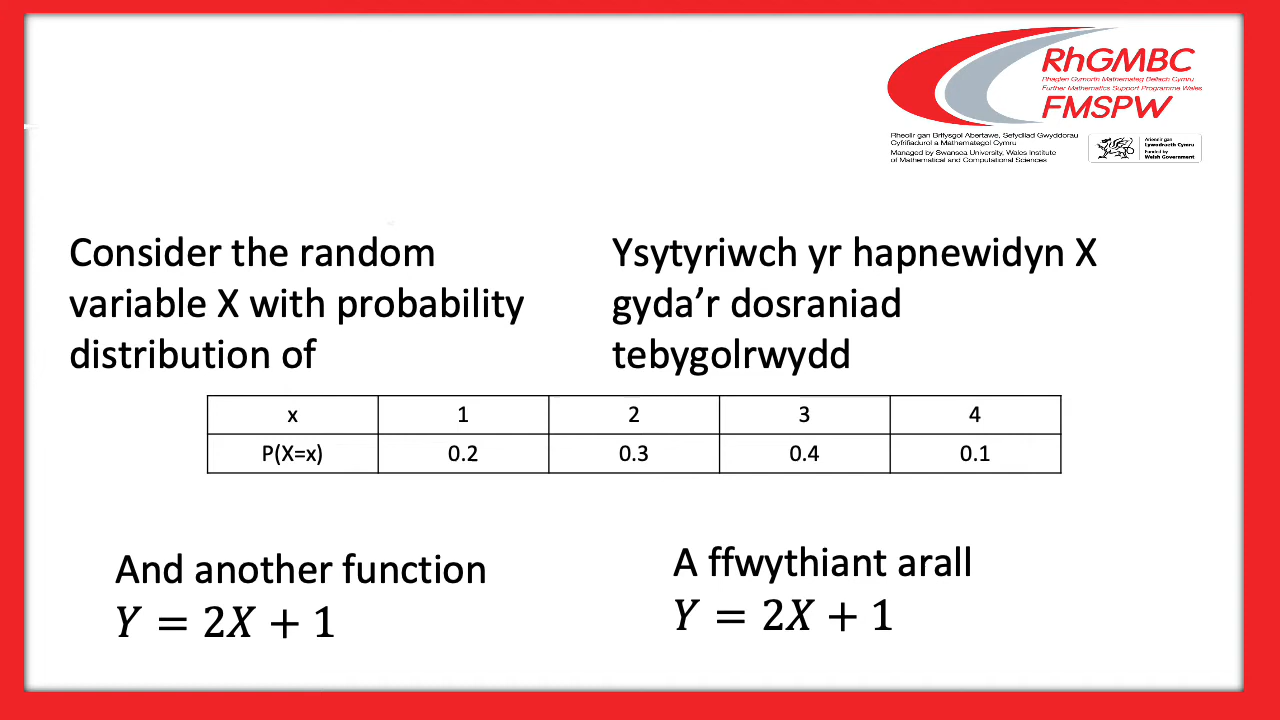 RhGMBC
Rhaglen Gymorth Mathemateg Bellach Cymru
Further Mathematics Support Programme Wales
FMSPW
Rheolir gan Brifysgol Abertawe, Sefydliad Gwyddorau
Cyfrifiadurol a Mathemategol Cymru
Managed by Swansea University, Wales Institute
of Mathematical and Computational Sciences
Ariennir gan
Lywodraeth Cymru
Funded by
Welsh Government
Consider the random
variable X with probability
distribution of
Ysytyriwch yr hapnewidyn X
gyda’r dosraniad
tebygolrwydd
x 1 2 3 4
P(X=x) 0.2 0.3 0.4 0.1
And another function
Y = 2X + 1
A ffwythiant arall
Y = 2X + 1